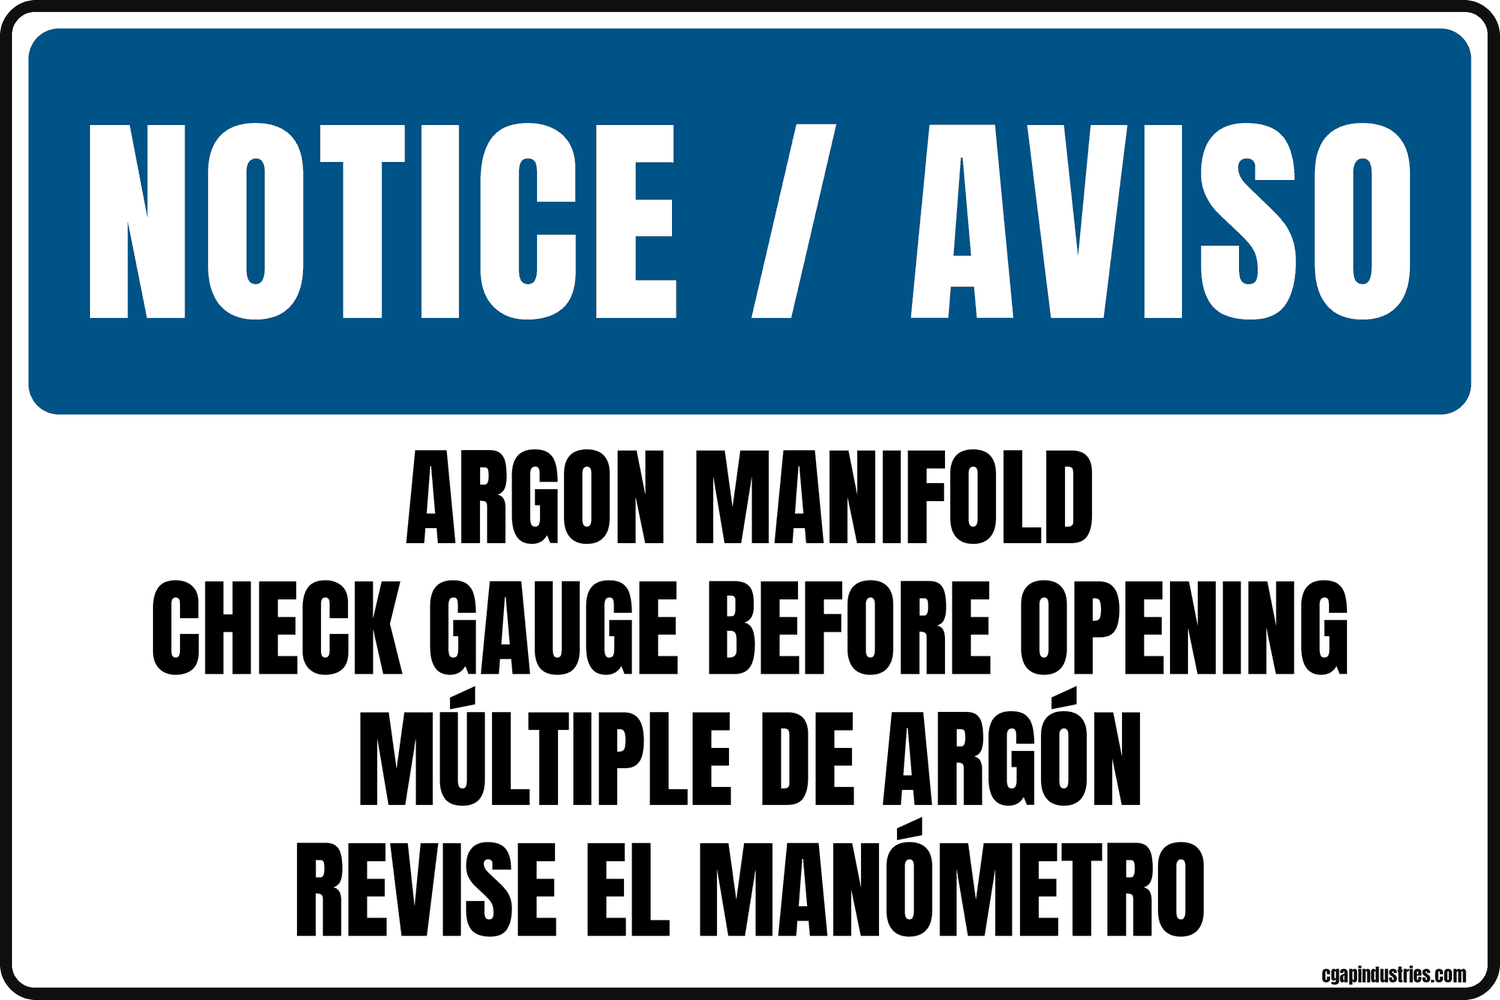 NOTICE / AVISO
ARGON MANIFOLD
CHECK GAUGE BEFORE OPENING
MÚLTIPLE DE ARGÓN
REVISE EL MANÓMETRO
cgapindustries.com